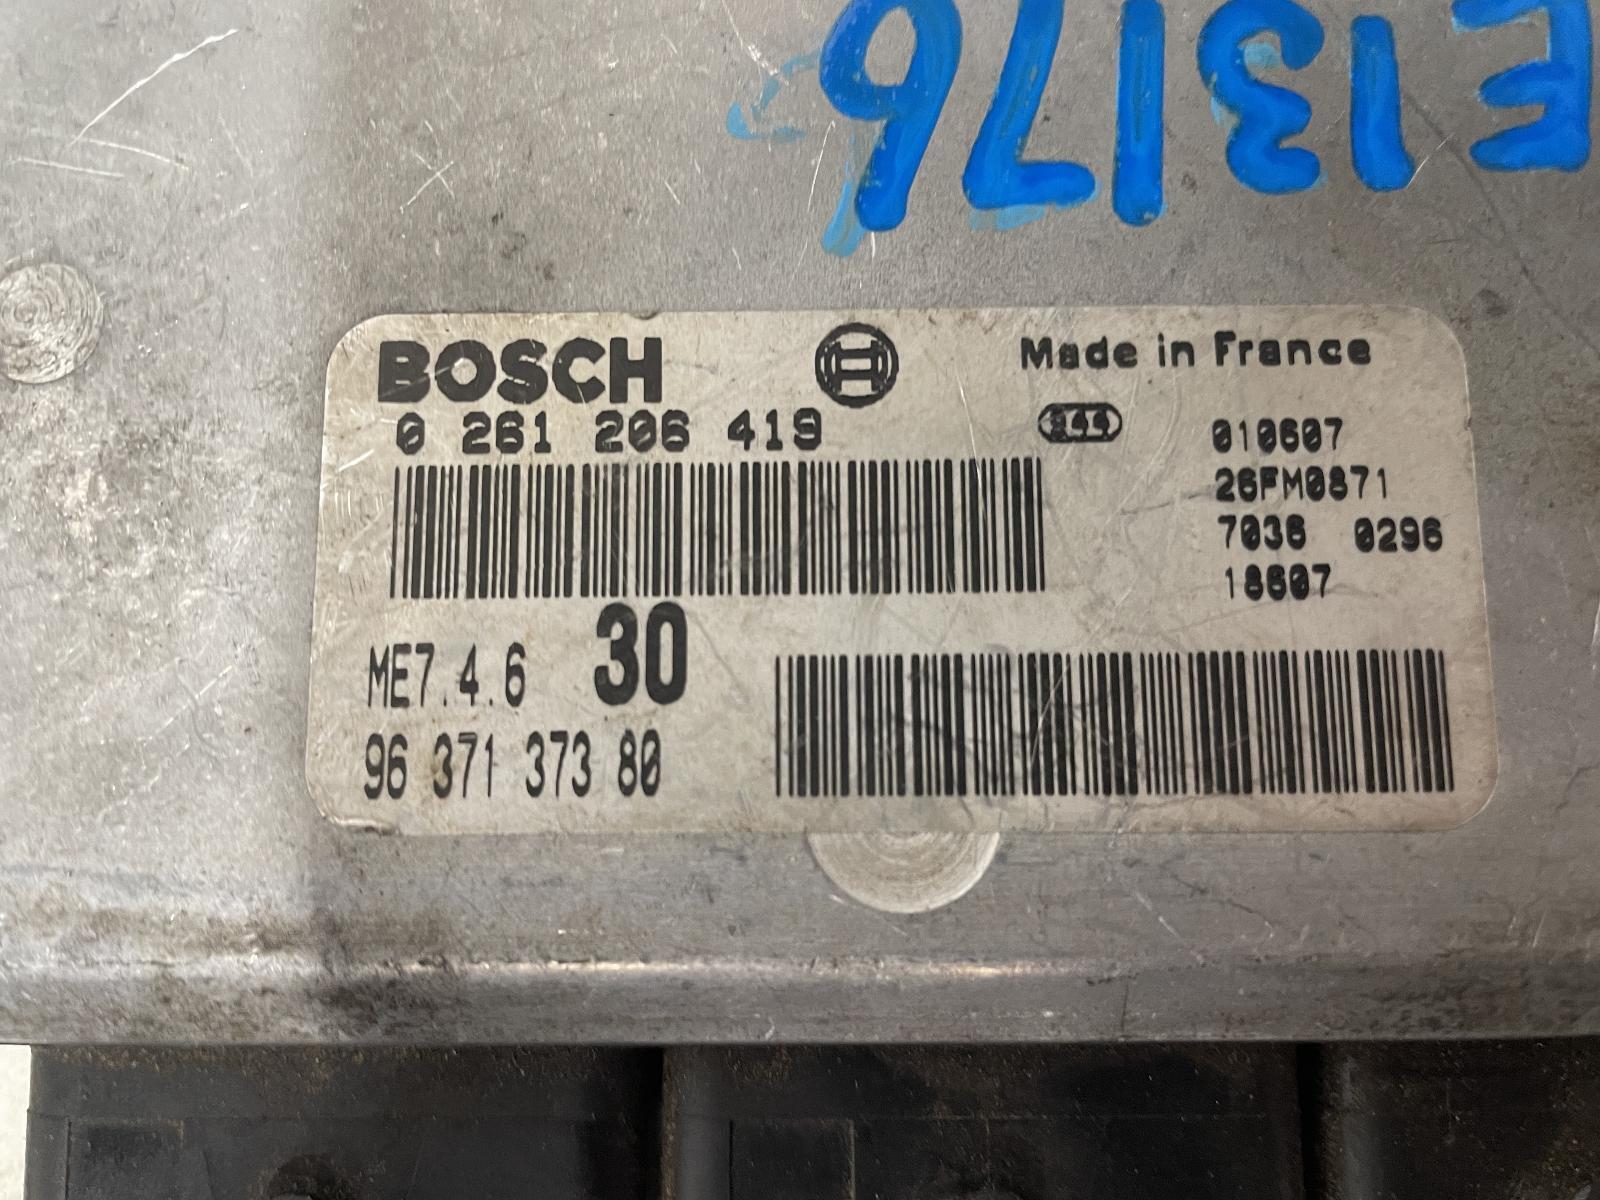 E13176
BOSCH
Made in France
0 261 206 419
010607
26FM0871
7036 0296
18607
ME7.4.6 30
96 371 373 80